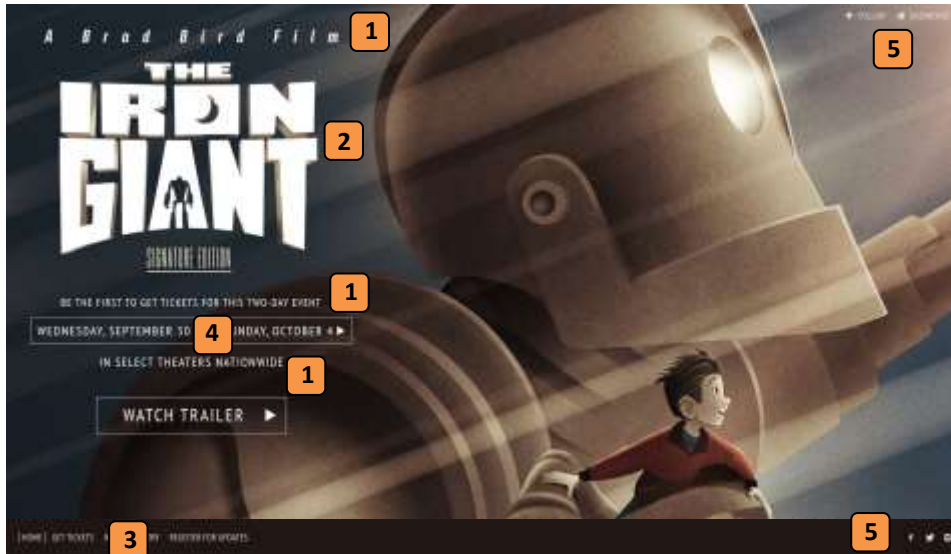 A Brad Bird Film
1
5
THE
IRON
GIANT
2
SIGNATURE EDITION
BE THE FIRST TO GET TICKETS FOR THIS TWO-DAY EVENT
1
WEDNESDAY, SEPTEMBER 30
4
SUNDAY, OCTOBER 4
IN SELECT THEATERS NATIONWIDE
1
WATCH TRAILER
HOME GET TICKETS
3
REGISTER FOR UPDATES
5